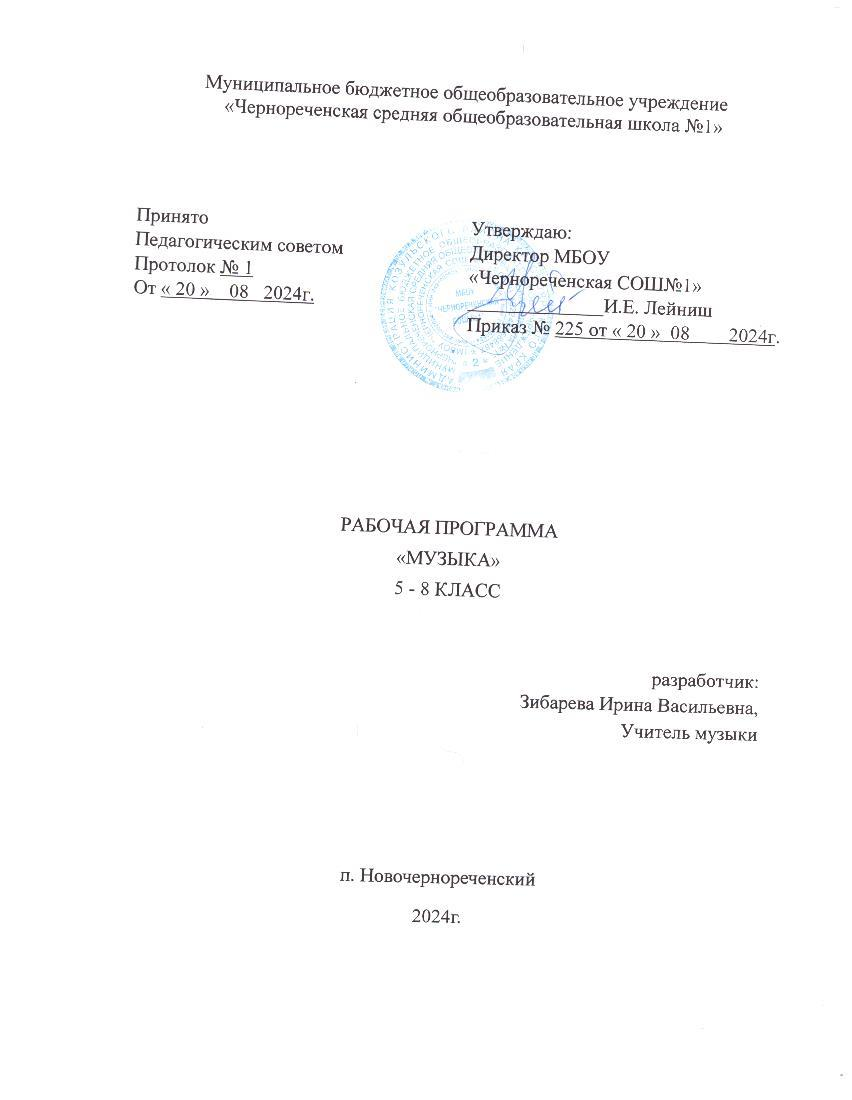 Муниципальное бюджетное общеобразовательное учреждение
«Чернореченская средняя общеобразовательная школа №1»
Принято
Педагогическим советом
Протолок № 1
От « 20 » 08 2024г.
Утверждаю:
Директор МБОУ
«Чернореченская СОШ№1»
И.Е. Лейниш
Приказ № 225 от « 20 » 08 2024г.
РАБОЧАЯ ПРОГРАММА
«МУЗЫКА»
5 - 8 КЛАСС
разработчик:
Зибарева Ирина Васильевна,
Учитель музыки
п. Новочернореченский
2024г.